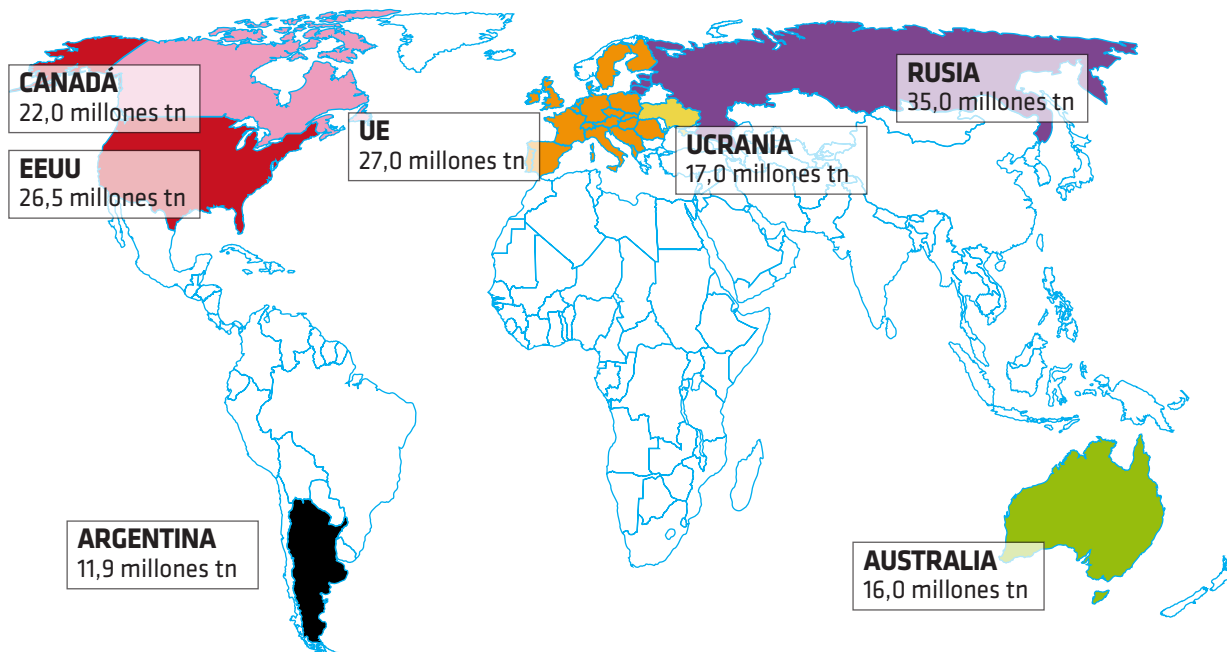 CANADÁ
22,0 millones tn
EEUU
26,5 millones tn
UE
27,0 millones tn
UCRANIA
17,0 millones tn
RUSIA
35,0 millones tn
ARGENTINA
11,9 millones tn
AUSTRALIA
16,0 millones tn